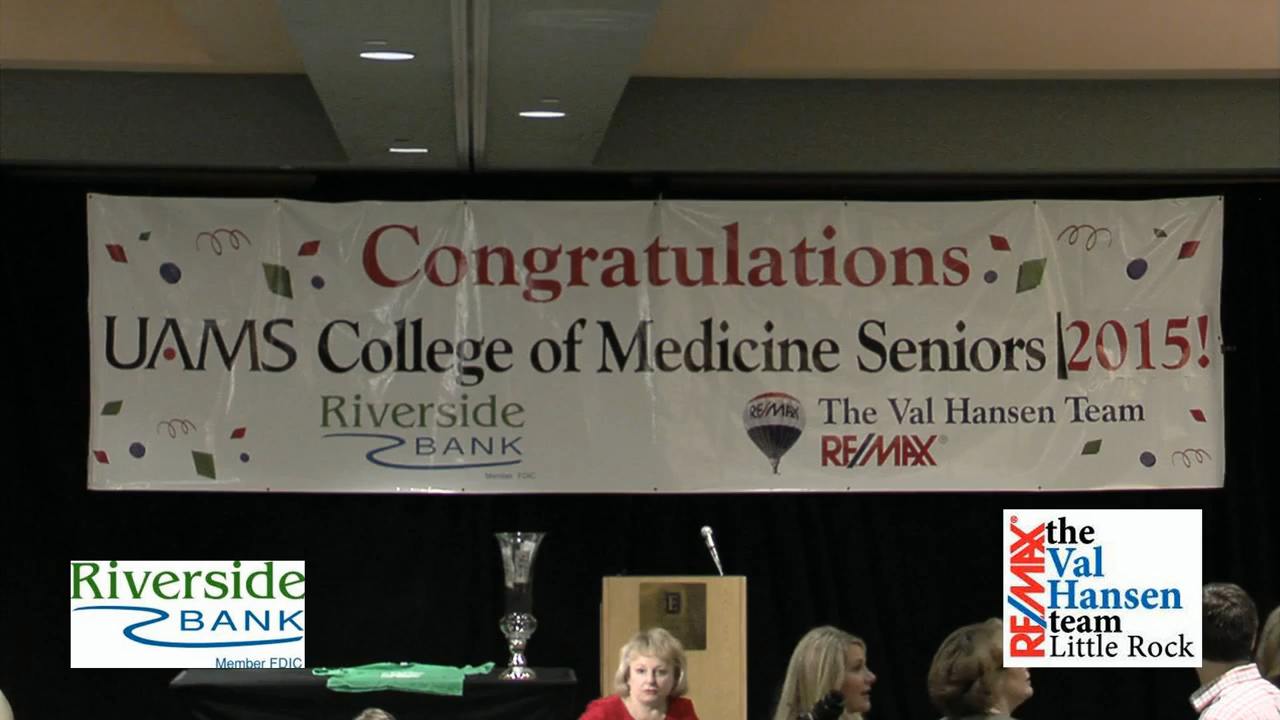 Congratulations
UAMS College of Medicine Seniors 2015!
Riverside
BANK
Member FDIC
RE/MAX
The Val Hansen Team
RE/MAX®
Riverside
BANK
Member FDIC
RE/MAX®
the
Val
Hansen
team
Little Rock
E